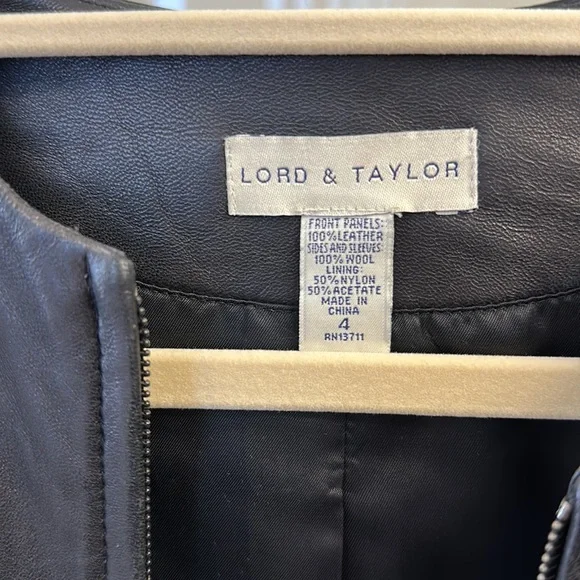 LORD & TAYLOR
FRONT PANELS:
100% LEATHER
SIDES AND SLEEVES:
100% WOOL
LINING:
50% NYLON
50% ACETATE
MADE IN
CHINA
4
RN13711